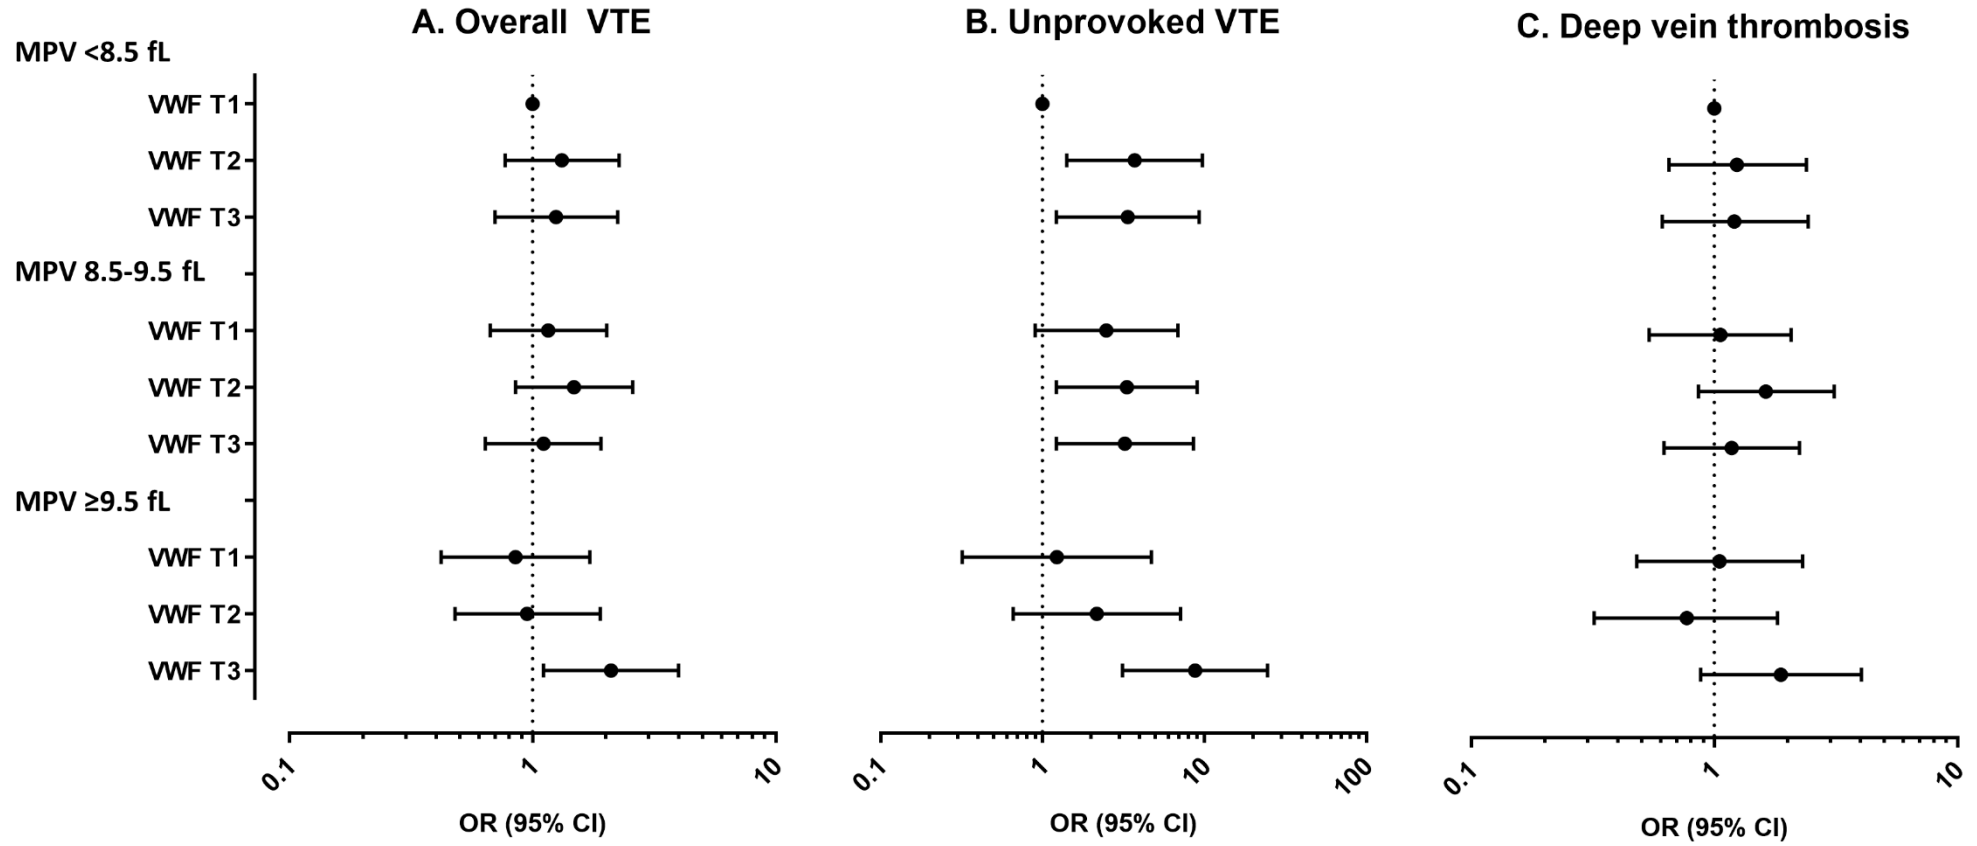 A. Overall VTE
B. Unprovoked VTE
C. Deep vein thrombosis
MPV <8.5 fL
VWF T1
VWF T2
VWF T3
MPV 8.5-9.5 fL
VWF T1
VWF T2
VWF T3
MPV ≥9.5 fL
VWF T1
VWF T2
VWF T3
0.1 1 10
0.1 1 10 100
0.1 1 10
OR (95% CI)
OR (95% CI)
OR (95% CI)